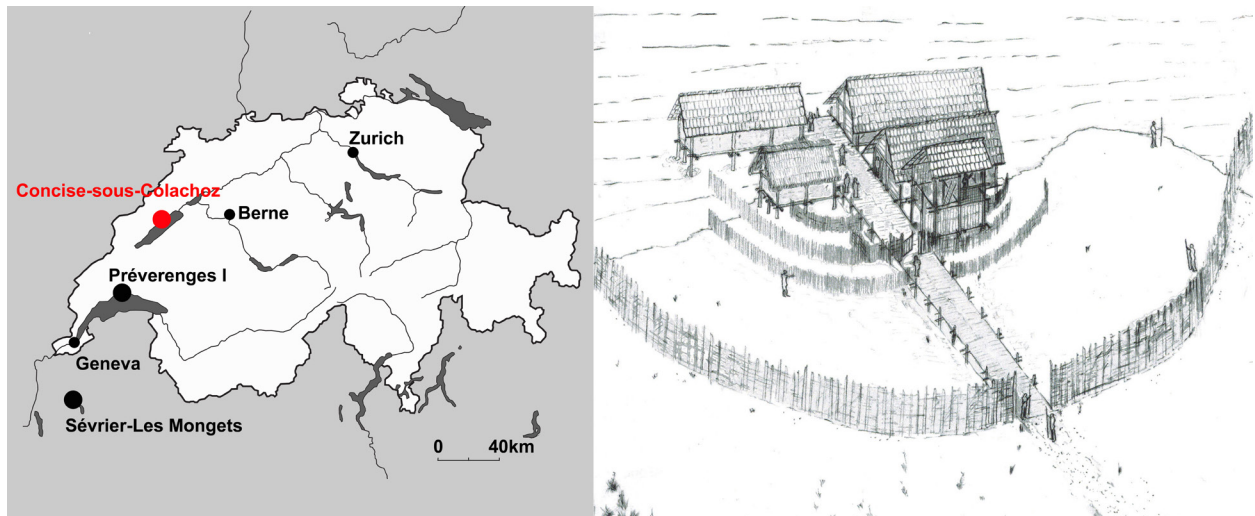 Zurich
Concise-sous-Colachoz
Berne
Préverenges I
Geneva
Sévrier-Les Mongets
0 40km